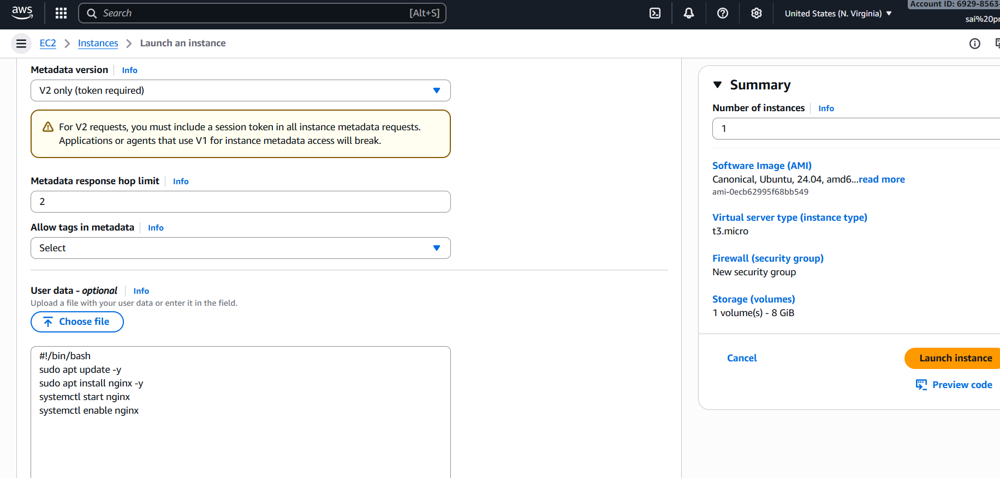 aws
Search [Alt+S]
United States (N. Virginia)
Account ID: 6929-8563-
sai%20pr
EC2 Instances Launch an instance
Metadata version Info
V2 only (token required)
For V2 requests, you must include a session token in all instance metadata requests.
Applications or agents that use V1 for instance metadata access will break.
Metadata response hop limit Info
2
Allow tags in metadata Info
Select
User data - optional Info
Upload a file with your user data or enter it in the field.
Choose file
#!/bin/bash
sudo apt update -y
sudo apt install nginx -y
systemctl start nginx
systemctl enable nginx
Summary
Number of instances Info
1
Software Image (AMI)
Canonical, Ubuntu, 24.04, amd6...read more
ami-0ecb62995f68bb549
Virtual server type (instance type)
t3.micro
Firewall (security group)
New security group
Storage (volumes)
1 volume(s) - 8 GiB
Cancel
Launch instance
Preview code